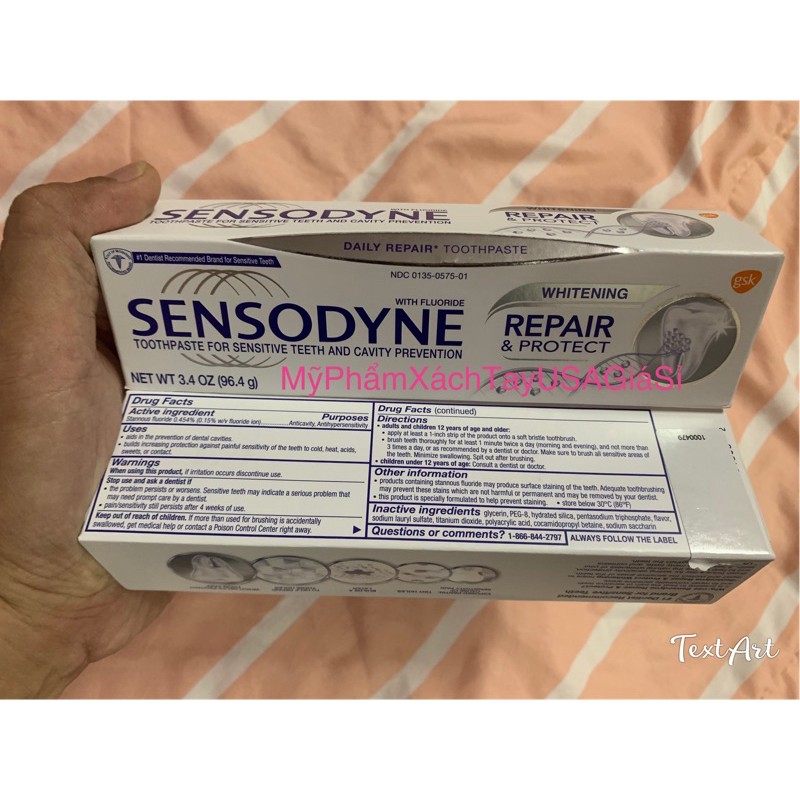 WITH FLUORIDE
SENSODYNE
TOOTHPASTE FOR SENSITIVE TEETH AND CAVITY PREVENTION
WHITENING
REPAIR
& PROTECT
DAILY REPAIR* TOOTHPASTE
#1 Dentist Recommended Brand for Sensitive Teeth
NDC 0135-0575-01
gsk
WITH FLUORIDE
SENSODYNE
TOOTHPASTE FOR SENSITIVE TEETH AND CAVITY PREVENTION
WHITENING
REPAIR
& PROTECT
NET WT 3.4 OZ (96.4 g)
MỹPhẩmXáchTayUSAGiáSỉ
Drug Facts
Active ingredient Purposes
Stannous fluoride 0.454% (0.15% w/v fluoride ion) Anticavity, Antihypersensitivity
Uses
• aids in the prevention of dental cavities.
• builds increasing protection against painful sensitivity of the teeth to cold, heat, acids,
sweets, or contact.
Warnings
When using this product, if irritation occurs discontinue use.
Stop use and ask a dentist if
• the problem persists or worsens. Sensitive teeth may indicate a serious problem that
may need prompt care by a dentist.
• pain/sensitivity still persists after 4 weeks of use.
Keep out of reach of children. If more than used for brushing is accidentally
swallowed, get medical help or contact a Poison Control Center right away.
Drug Facts (continued)
Directions
• adults and children 12 years of age and older:
• apply at least a 1-inch strip of the product onto a soft bristle toothbrush.
• brush teeth thoroughly for at least 1 minute twice a day (morning and evening), and not more than
3 times a day, or as recommended by a dentist or doctor. Make sure to brush all sensitive areas of
the teeth. Minimize swallowing. Spit out after brushing.
• children under 12 years of age: Consult a dentist or doctor.
Other information
• products containing stannous fluoride may produce surface staining of the teeth. Adequate toothbrushing
may prevent these stains which are not harmful or permanent and may be removed by your dentist.
• this product is specially formulated to help prevent staining. • store below 30°C (86°F)
Inactive ingredients glycerin, PEG-8, hydrated silica, pentasodium triphosphate, flavor,
sodium lauryl sulfate, titanium dioxide, polyacrylic acid, cocamidopropyl betaine, sodium saccharin
Questions or comments? 1-866-844-2797
ALWAYS FOLLOW THE LABEL
1000479
#1 Dentist Recommended
Brand for Sensitive Teeth
TextArt